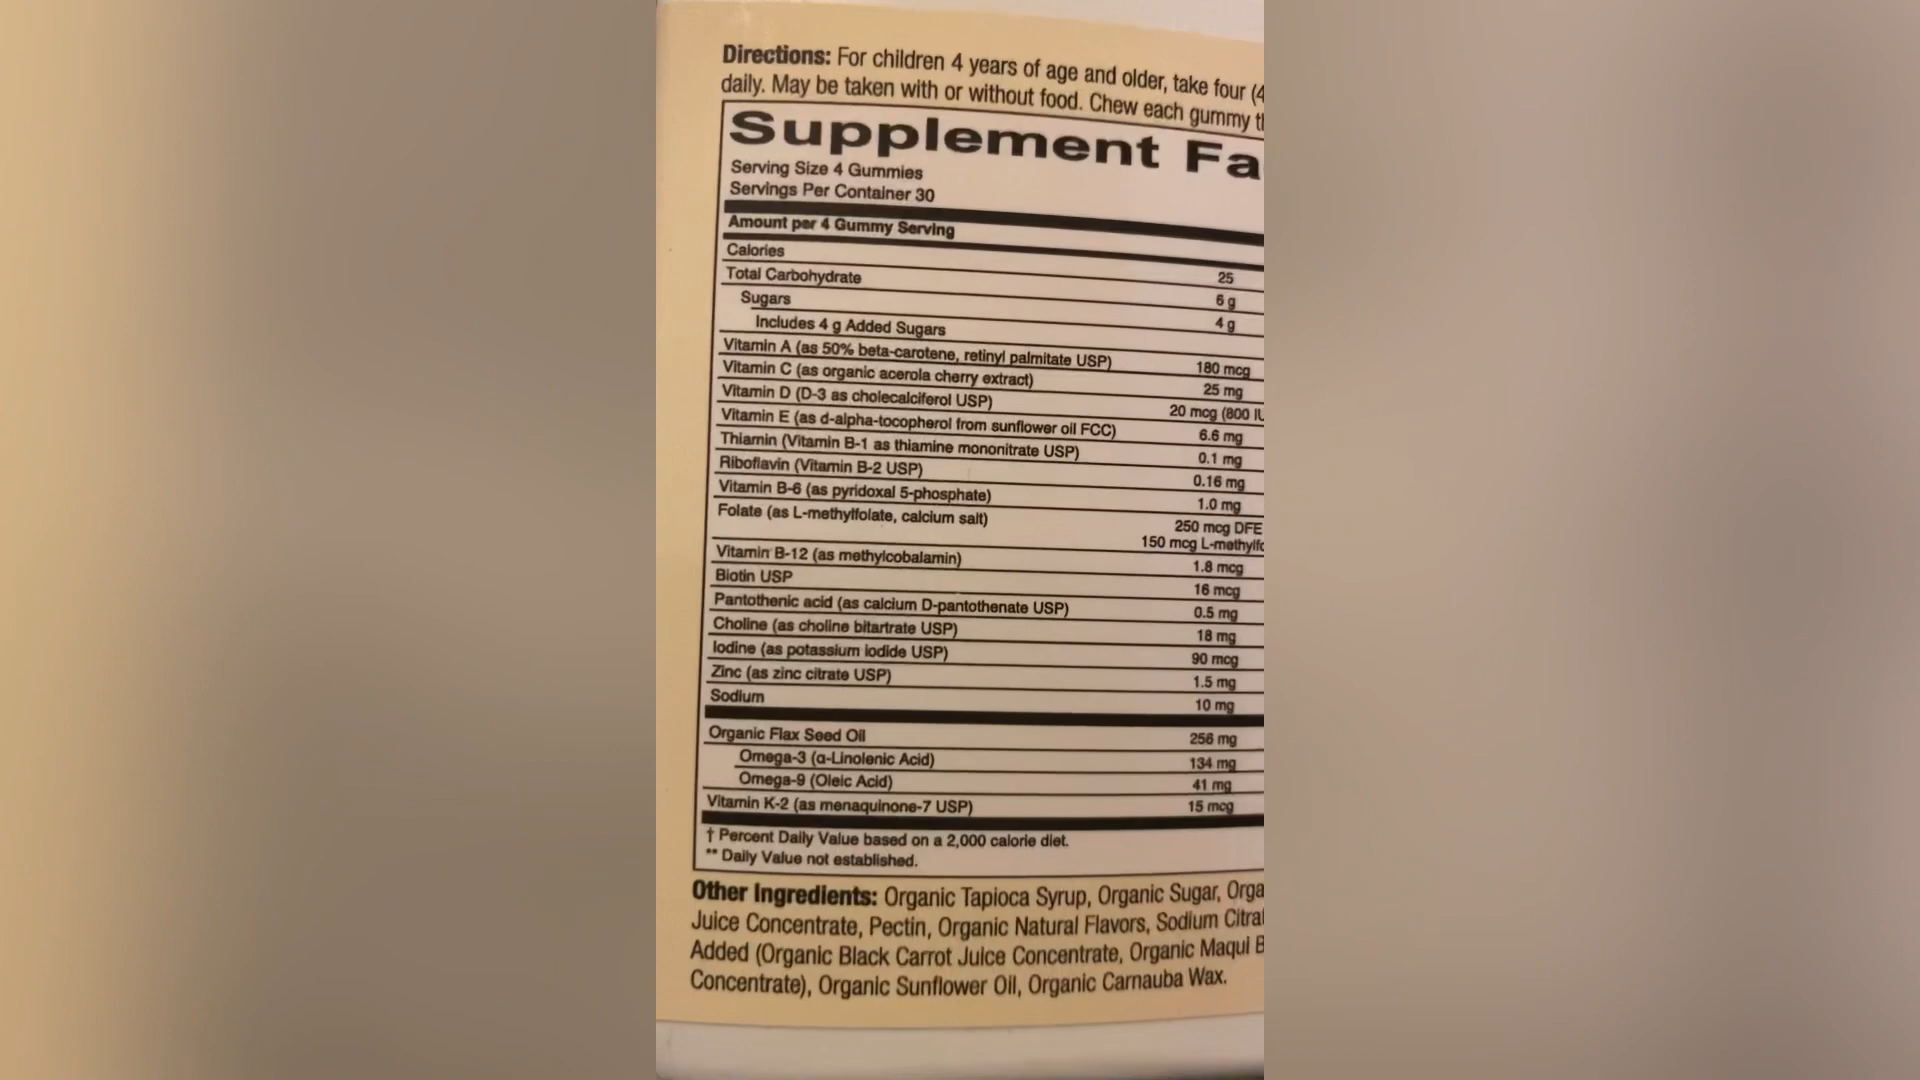 Directions: For children 4 years of age and older, take four (4
daily. May be taken with or without food. Chew each gummy
Supplement Fa
Serving Size 4 Gummies
Servings Per Container 30
Amount per 4 Gummy Serving
Calories 25
Total Carbohydrate 6 g
Sugars 4 g
Includes 4 g Added Sugars
Vitamin A (as 50% beta-carotene, retinyl palmitate USP) 180 mcg
Vitamin C (as organic acerola cherry extract) 25 mg
Vitamin D (D-3 as cholecalciferol USP) 20 mcg (800 IU
Vitamin E (as d-alpha-tocopherol from sunflower oil FCC) 6.6 mg
Thiamin (Vitamin B-1 as thiamine mononitrate USP) 0.1 mg
Riboflavin (Vitamin B-2 USP) 0.16 mg
Vitamin B-6 (as pyridoxal 5-phosphate) 1.0 mg
Folate (as L-methylfolate, calcium salt) 250 mcg DFE
150 mcg L-methylfo
Vitamin B-12 (as methylcobalamin) 1.8 mcg
Biotin USP 16 mcg
Pantothenic acid (as calcium D-pantothenate USP) 0.5 mg
Choline (as choline bitartrate USP) 18 mg
Iodine (as potassium iodide USP) 90 mcg
Zinc (as zinc citrate USP) 1.5 mg
Sodium 10 mg
Organic Flax Seed Oil 256 mg
Omega-3 (α-Linolenic Acid) 134 mg
Omega-9 (Oleic Acid) 41 mg
Vitamin K-2 (as menaquinone-7 USP) 15 mcg
† Percent Daily Value based on a 2,000 calorie diet.
** Daily Value not established.
Other Ingredients: Organic Tapioca Syrup, Organic Sugar, Orga
Juice Concentrate, Pectin, Organic Natural Flavors, Sodium Citra
Added (Organic Black Carrot Juice Concentrate, Organic Maqui B
Concentrate), Organic Sunflower Oil, Organic Carnauba Wax.